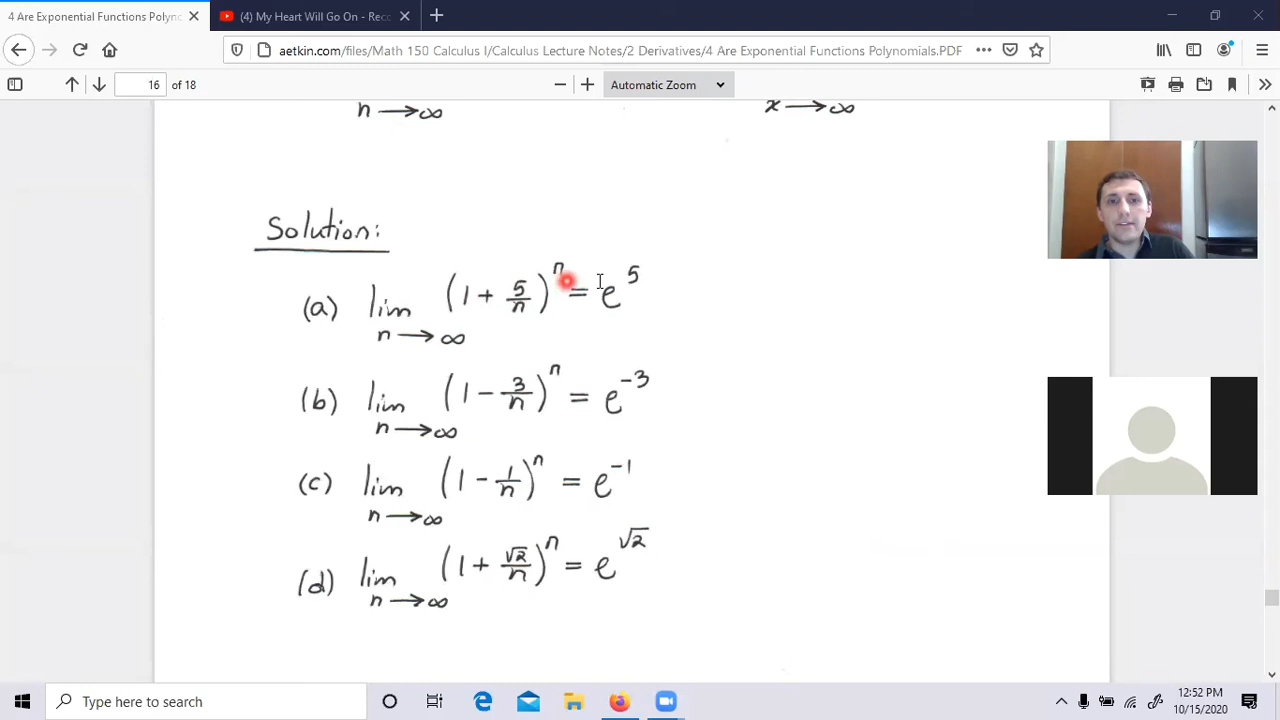 4 Are Exponential Functions Polyno
(4) My Heart Will Go On - Reco
aetkin.com/files/Math 150 Calculus I/Calculus Lecture Notes/2 Derivatives/4 Are Exponential Functions Polynomials.PDF
16 of 18 Automatic Zoom
n → ∞ x → ∞
Solution:
(a) lim n → ∞ (1 + 5/n)^n = e^5
(b) lim n → ∞ (1 - 3/n)^n = e^-3
(c) lim n → ∞ (1 - 1/n)^n = e^-1
(d) lim n → ∞ (1 + √2/n)^n = e^√2
Type here to search
12:52 PM
10/15/2020